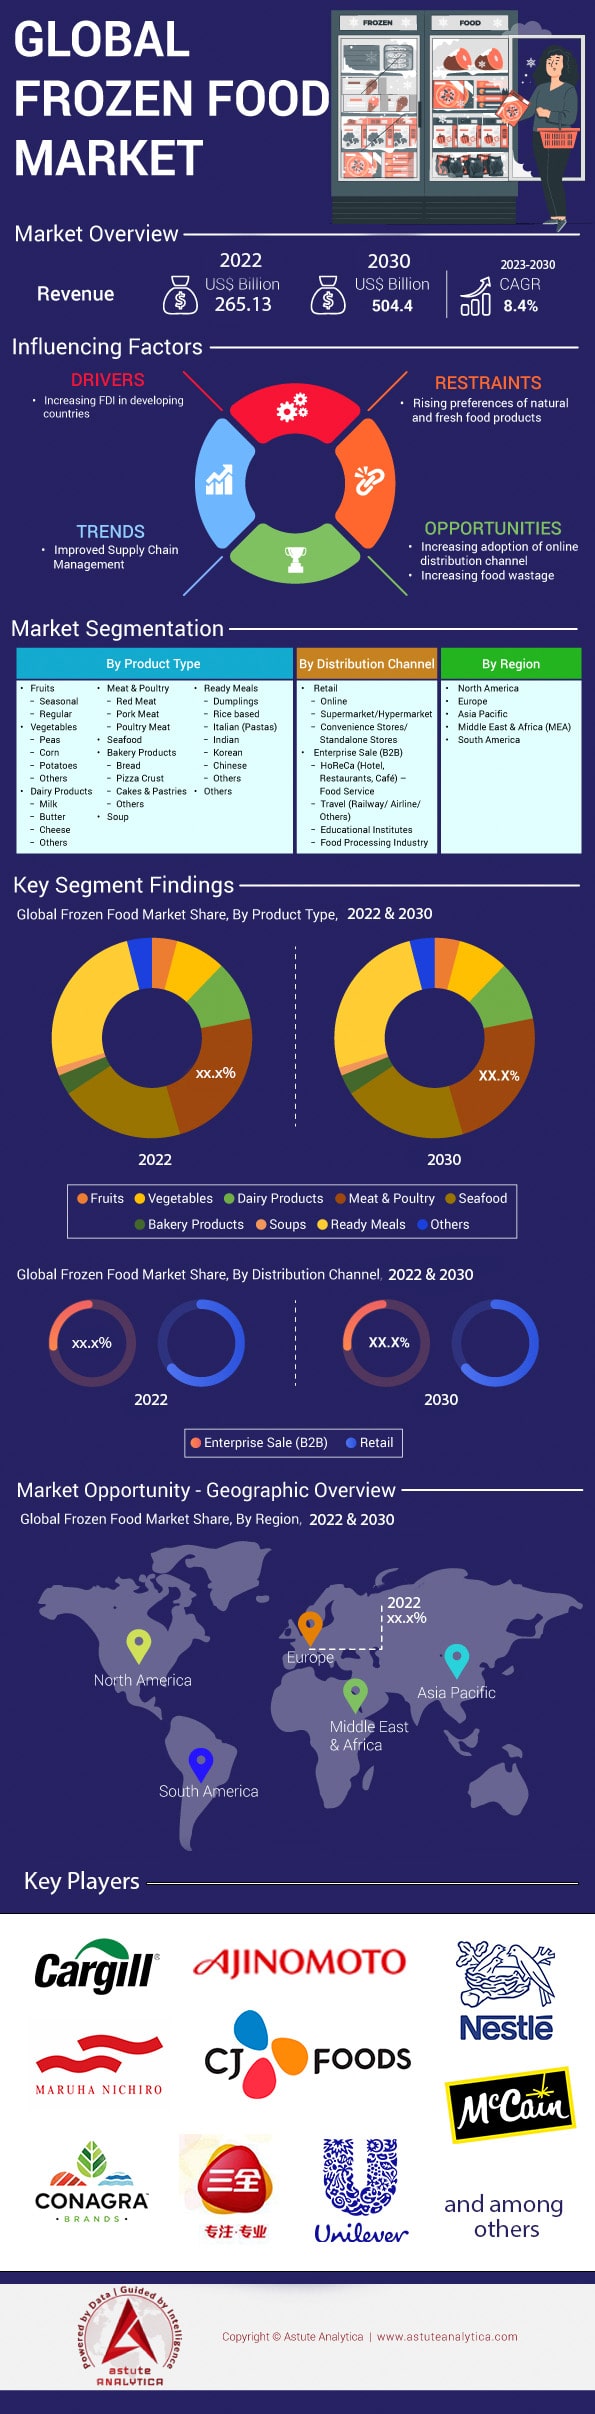 GLOBAL
FROZEN FOOD
MARKET
FROZEN
FOOD
Market Overview
Revenue
2022
US$ Billion
265.13
2030
US$ Billion
504.4
2023-2030
CAGR
8.4%
Influencing Factors
DRIVERS
• Increasing FDI in developing
countries
RESTRAINTS
• Rising preferences of natural
and fresh food products
TRENDS
• Improved Supply Chain
Management
OPPORTUNITIES
• Increasing adoption of online
distribution channel
• Increasing food wastage
Market Segmentation
By Product Type
• Fruits
– Seasonal
– Regular
• Vegetables
– Peas
– Corn
– Potatoes
– Others
• Dairy Products
– Milk
– Butter
– Cheese
– Others
• Meat & Poultry
– Red Meat
– Pork Meat
– Poultry Meat
• Seafood
• Bakery Products
– Bread
– Pizza Crust
– Cakes & Pastries
– Others
• Soup
• Ready Meals
– Dumplings
– Rice based
– Italian (Pastas)
– Indian
– Korean
– Chinese
– Others
• Others
By Distribution Channel
• Retail
– Online
– Supermarket/Hypermarket
– Convenience Stores/
Standalone Stores
• Enterprise Sale (B2B)
– HoReCa (Hotel,
Restaurants, Café) –
Food Service
– Travel (Railway/ Airline/
Others)
– Educational Institutes
– Food Processing Industry
By Region
• North America
• Europe
• Asia Pacific
• Middle East & Africa (MEA)
• South America
Key Segment Findings
Global Frozen Food Market Share, By Product Type, 2022 & 2030
xx.x%
XX.X%
2022
2030
Fruits Vegetables Dairy Products Meat & Poultry Seafood
Bakery Products Soups Ready Meals Others
Global Frozen Food Market Share, By Distribution Channel, 2022 & 2030
xx.x%
XX.X%
2022
2030
Enterprise Sale (B2B) Retail
Market Opportunity - Geographic Overview
Global Frozen Food Market Share, By Region, 2022 & 2030
2022
xx.x%
Europe
North America
Asia Pacific
Middle East
& Africa
South America
Key Players
Cargill®
AJINOMOTO
Nestlé
MARUHA NICHIRO
CJ FOODS
McCain
CONAGRA™
• BRANDS •
三全
专注·专业
Unilever
and among
others
Powered by Data | Guided by Intelligence
astute
ANALYTICA
Copyright © Astute Analytica | www.astuteanalytica.com